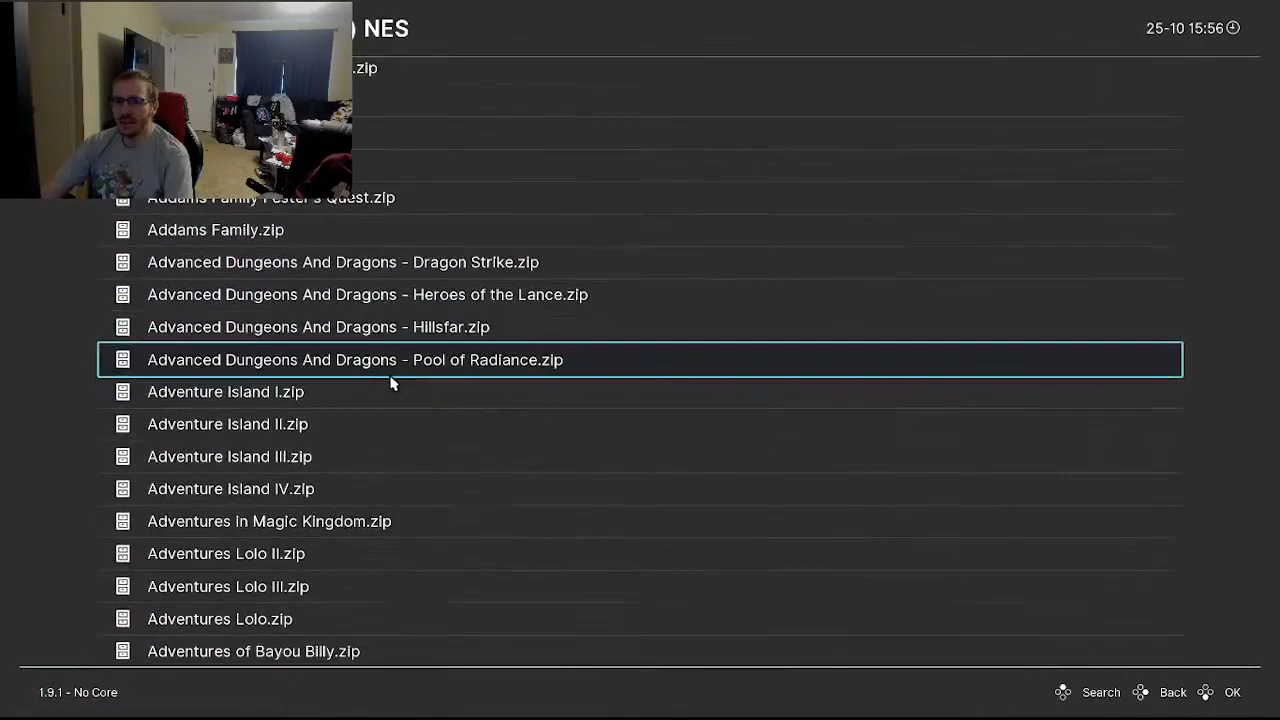 ) NES
25-10 15:56
.zip
Addams Family Fester's Quest.zip
Addams Family.zip
Advanced Dungeons And Dragons - Dragon Strike.zip
Advanced Dungeons And Dragons - Heroes of the Lance.zip
Advanced Dungeons And Dragons - Hillsfar.zip
Advanced Dungeons And Dragons - Pool of Radiance.zip
Adventure Island I.zip
Adventure Island II.zip
Adventure Island III.zip
Adventure Island IV.zip
Adventures in Magic Kingdom.zip
Adventures Lolo II.zip
Adventures Lolo III.zip
Adventures Lolo.zip
Adventures of Bayou Billy.zip
1.9.1 - No Core
Search
Back
OK